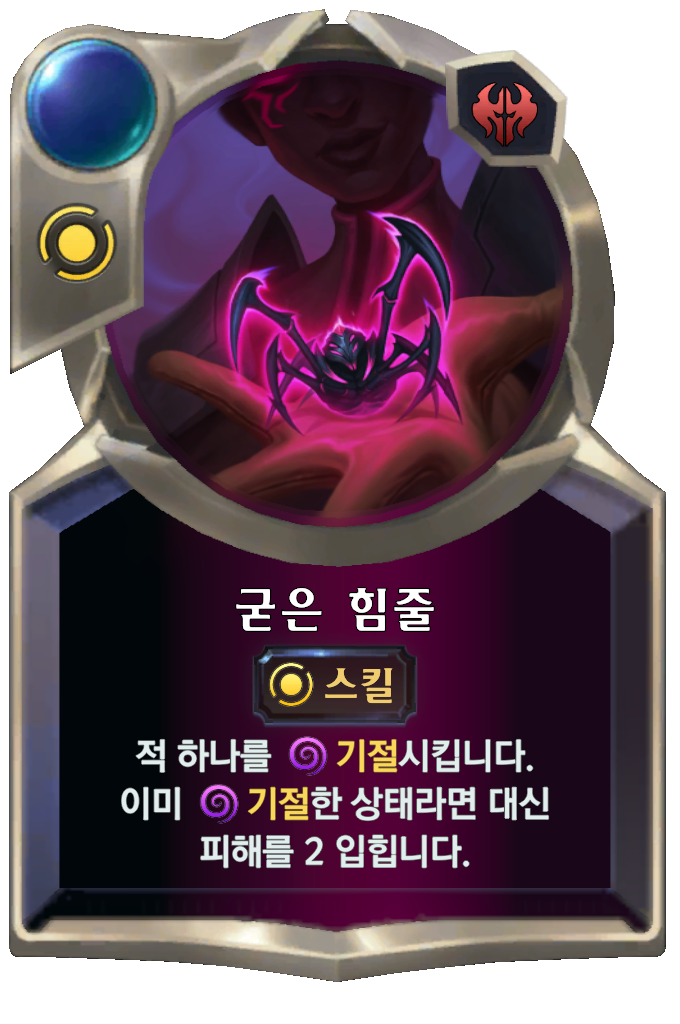 굳은 힘줄
스킬
적 하나를 기절시킵니다.
이미 기절한 상태라면 대신
피해를 2 입힙니다.